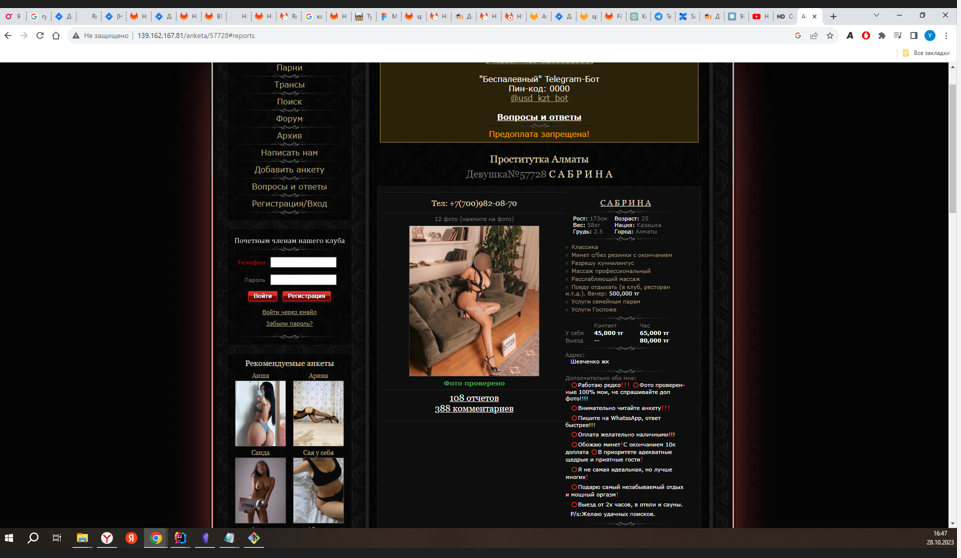 Не защищено 139.162.167.81/anketa/57728#reports
Все закладки
Парни
Трансы
Поиск
Форум
Архив
Написать нам
Добавить анкету
Вопросы и ответы
Регистрация/Вход
Почетным членам нашего клуба
Телефон
Пароль
Войти Регистрация
Войти через емайл
Забыли пароль?
Рекомендуемые анкеты
Аиша Арина
Саида Сая у себя
"Беспалевный" Telegram-Бот
Пин-код: 0000
@usd_kzt_bot
Вопросы и ответы
Предоплата запрещена!
Проститутка Алматы
Девушка№57728 С А Б Р И Н А
Тел: +7(700)982-08-70
12 фото (нажмите на фото)
Фото проверено
108 отчетов
388 комментариев
С А Б Р И Н А
Рост: 173см Возраст: 25
Вес: 58кг Нация: Казашка
Грудь: 2.5 Город: Алматы
Классика
Минет с/без резинки с окончанием
Разрешу куннилингус
Массаж профессиональный
Расслабляющий массаж
Поеду отдыхать (в клуб, ресторан
и.т.д.). Вечер: 500,000 тг
Услуги семейным парам
Услуги Госпоже
Контакт Час
У себя 45,000 тг 65,000 тг
Выезд -- 80,000 тг
Адрес:
Шевченко жк
Дополнительно обо мне:
⭕Работаю редко❗❗❗ ⭕Фото проверен-
ные 100% мои, не спрашивайте доп
фото!!!!
⭕Внимательно читайте анкету❗❗❗
⭕Пишите на WhatssApp, ответ
быстрее!!!
⭕Оплата желательно наличными!!!
⭕Обожаю минет❗С окончанием 10к
доплата ⭕В приоритете адекватные
щедрые и приятные гости❗
⭕Я не самая идеальная, но лучше
многих❗
⭕Подарю самый незабываемый отдых
и мощный оргазм❗
⭕Выезд от 2х часов, в отели и сауны.
P/s:Желаю удачных поисков.
16:47
28.10.2023